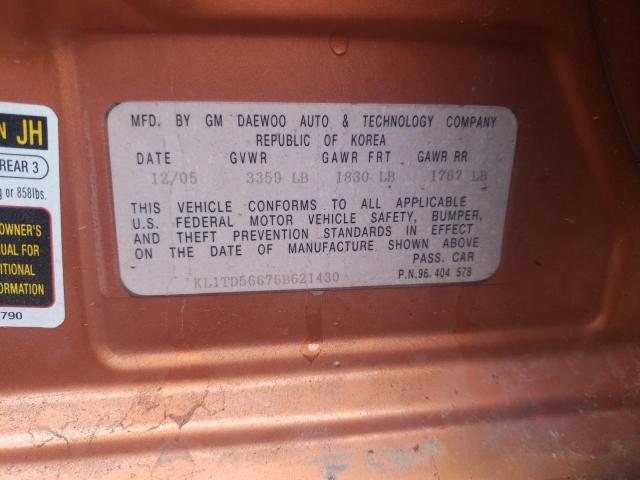 MFD. BY GM DAEWOO AUTO & TECHNOLOGY COMPANY
REPUBLIC OF KOREA
DATE GVWR GAWR FRT GAWR RR
12/05 3359 LB 1830 LB 1767 LB
THIS VEHICLE CONFORMS TO ALL APPLICABLE
U.S. FEDERAL MOTOR VEHICLE SAFETY, BUMPER,
AND THEFT PREVENTION STANDARDS IN EFFECT
ON THE DATE OF MANUFACTURE SHOWN ABOVE
PASS. CAR
KL1TD56676B621430 P.N.96 404 578
N JH
REAR 3
g or 858lbs.
OWNER'S
UAL FOR
ITIONAL
FORMATION
790